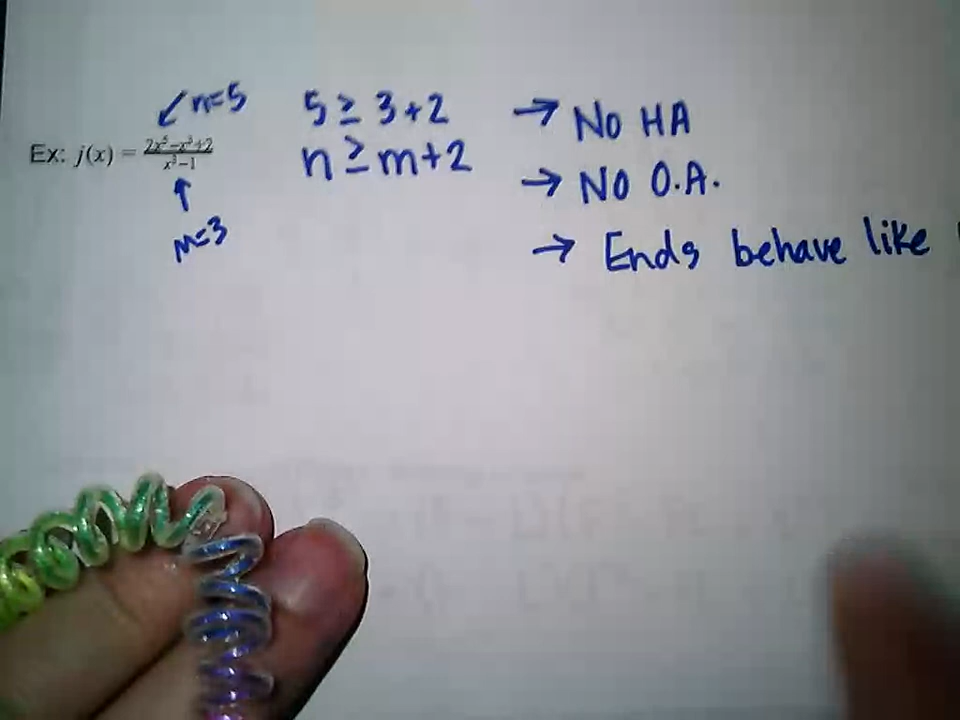 n=5
5 ≥ 3+2 → No HA
Ex: j(x) = (2x⁵-x³+2)/(x³-1)
n ≥ m+2 → NO O.A.
m=3
→ Ends behave like